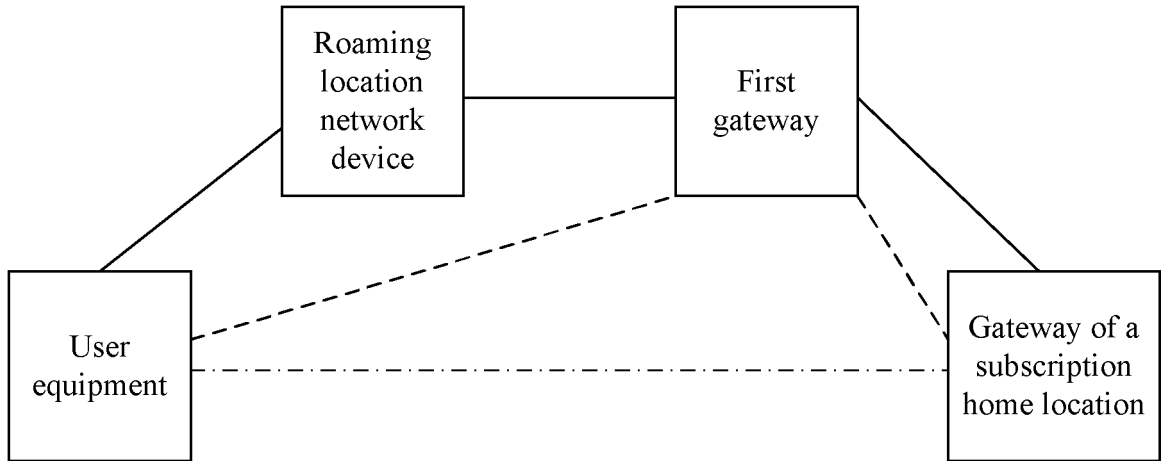 Roaming
location
network
device
First
gateway
User
equipment
Gateway of a
subscription
home location